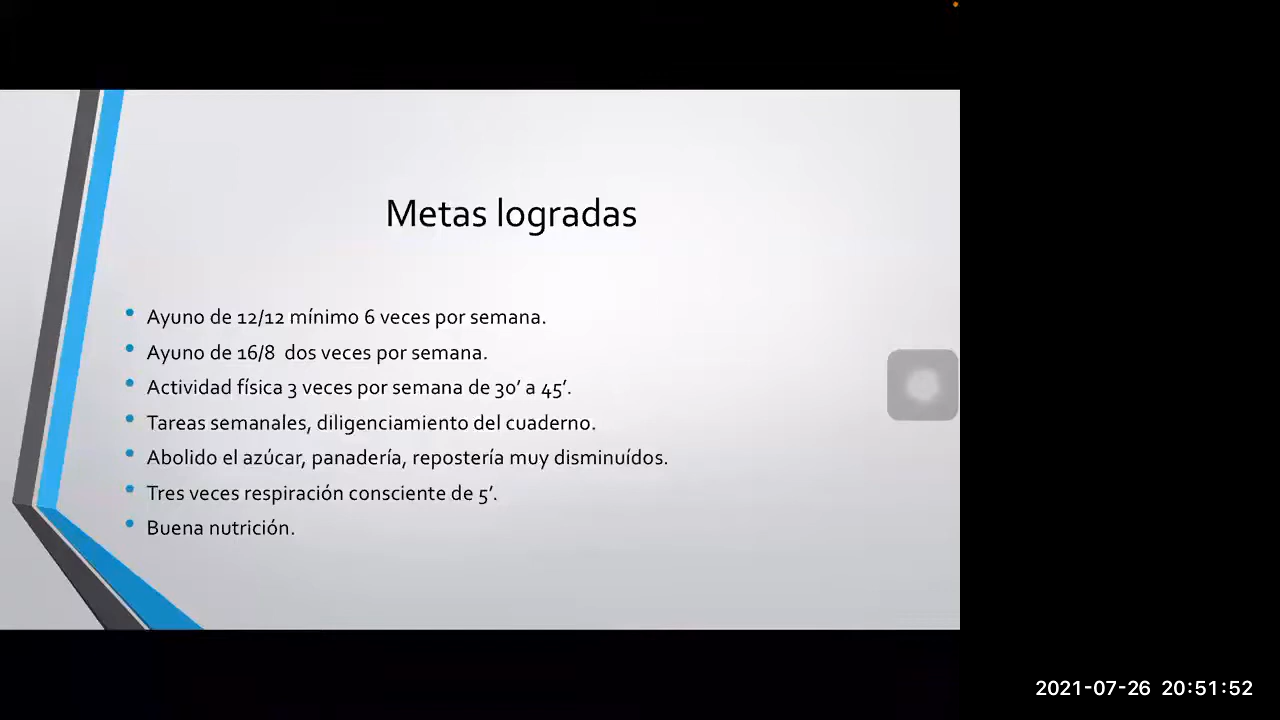 Metas logradas
Ayuno de 12/12 mínimo 6 veces por semana.
Ayuno de 16/8 dos veces por semana.
Actividad física 3 veces por semana de 30’ a 45’.
Tareas semanales, diligenciamiento del cuaderno.
Abolido el azúcar, panadería, repostería muy disminuídos.
Tres veces respiración consciente de 5’.
Buena nutrición.
2021-07-26 20:51:52